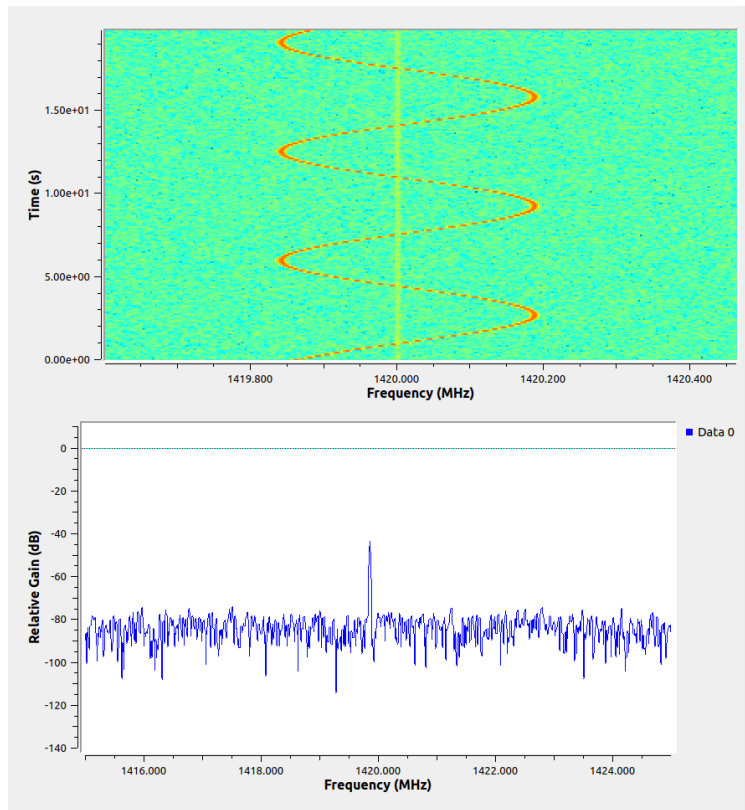 1.50e+01
1.00e+01
5.00e+00
0.00e+00
Time (s)
1419.800 1420.000 1420.200 1420.400
Frequency (MHz)
Data 0
0
-20
-40
-60
-80
-100
-120
-140
Relative Gain (dB)
1416.000 1418.000 1420.000 1422.000 1424.000
Frequency (MHz)